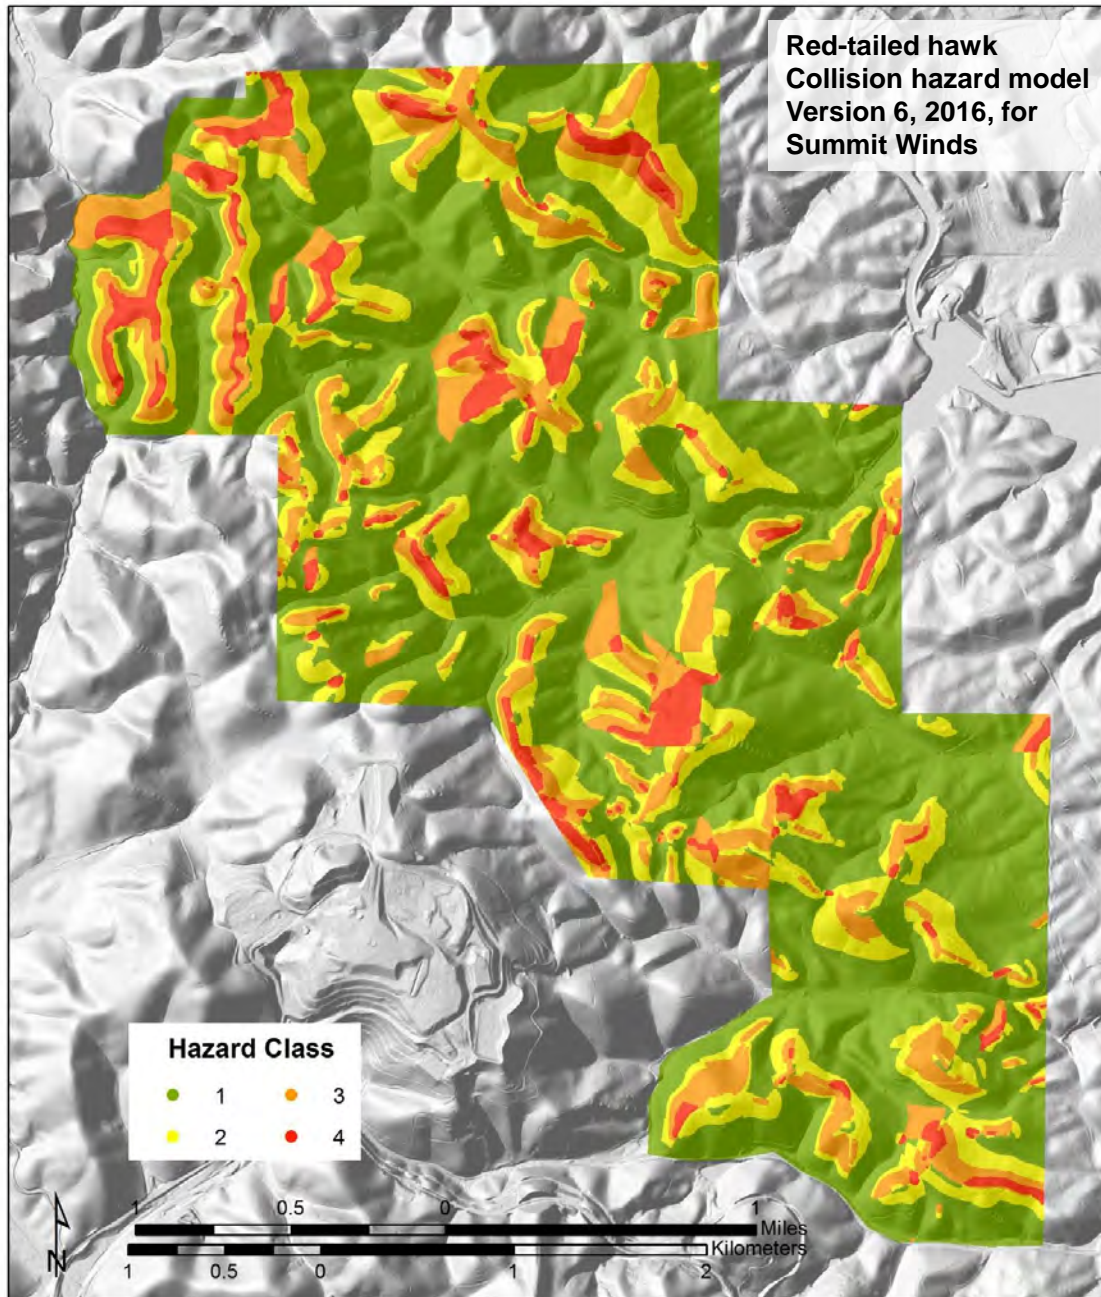 Red-tailed hawk
Collision hazard model
Version 6, 2016, for
Summit Winds
Hazard Class
1 3
2 4
1 0.5 0 1
Miles
Kilometers
1 0.5 0 1 2
N